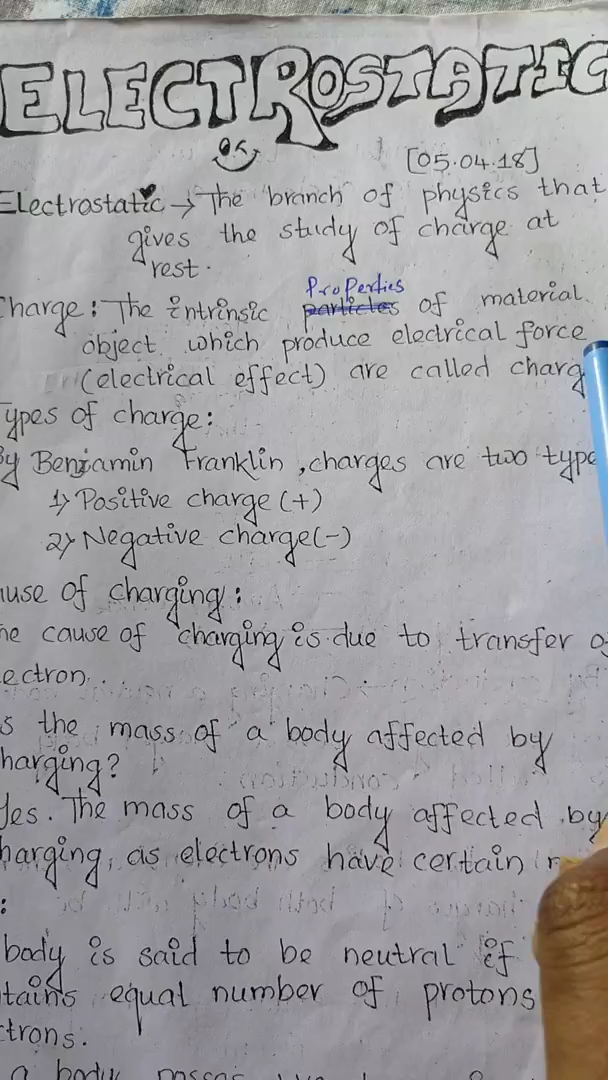 ELECTROSTATIC
[05.04.18]
Electrostatic → The branch of physics that
gives the study of charge at
rest.
Properties
Charge: The intrinsic particles of material
object which produce electrical force
(electrical effect) are called charg
Types of charge:
By Benjamin Franklin, charges are two type
1) Positive charge (+)
2) Negative charge (-)
ause of charging:
he cause of charging is due to transfer of
ectron.
s the mass of a body affected by
harging?
Yes. The mass of a body affected by
harging, as electrons have certain
:
body is said to be neutral if
tains equal number of protons
ctrons.
a body